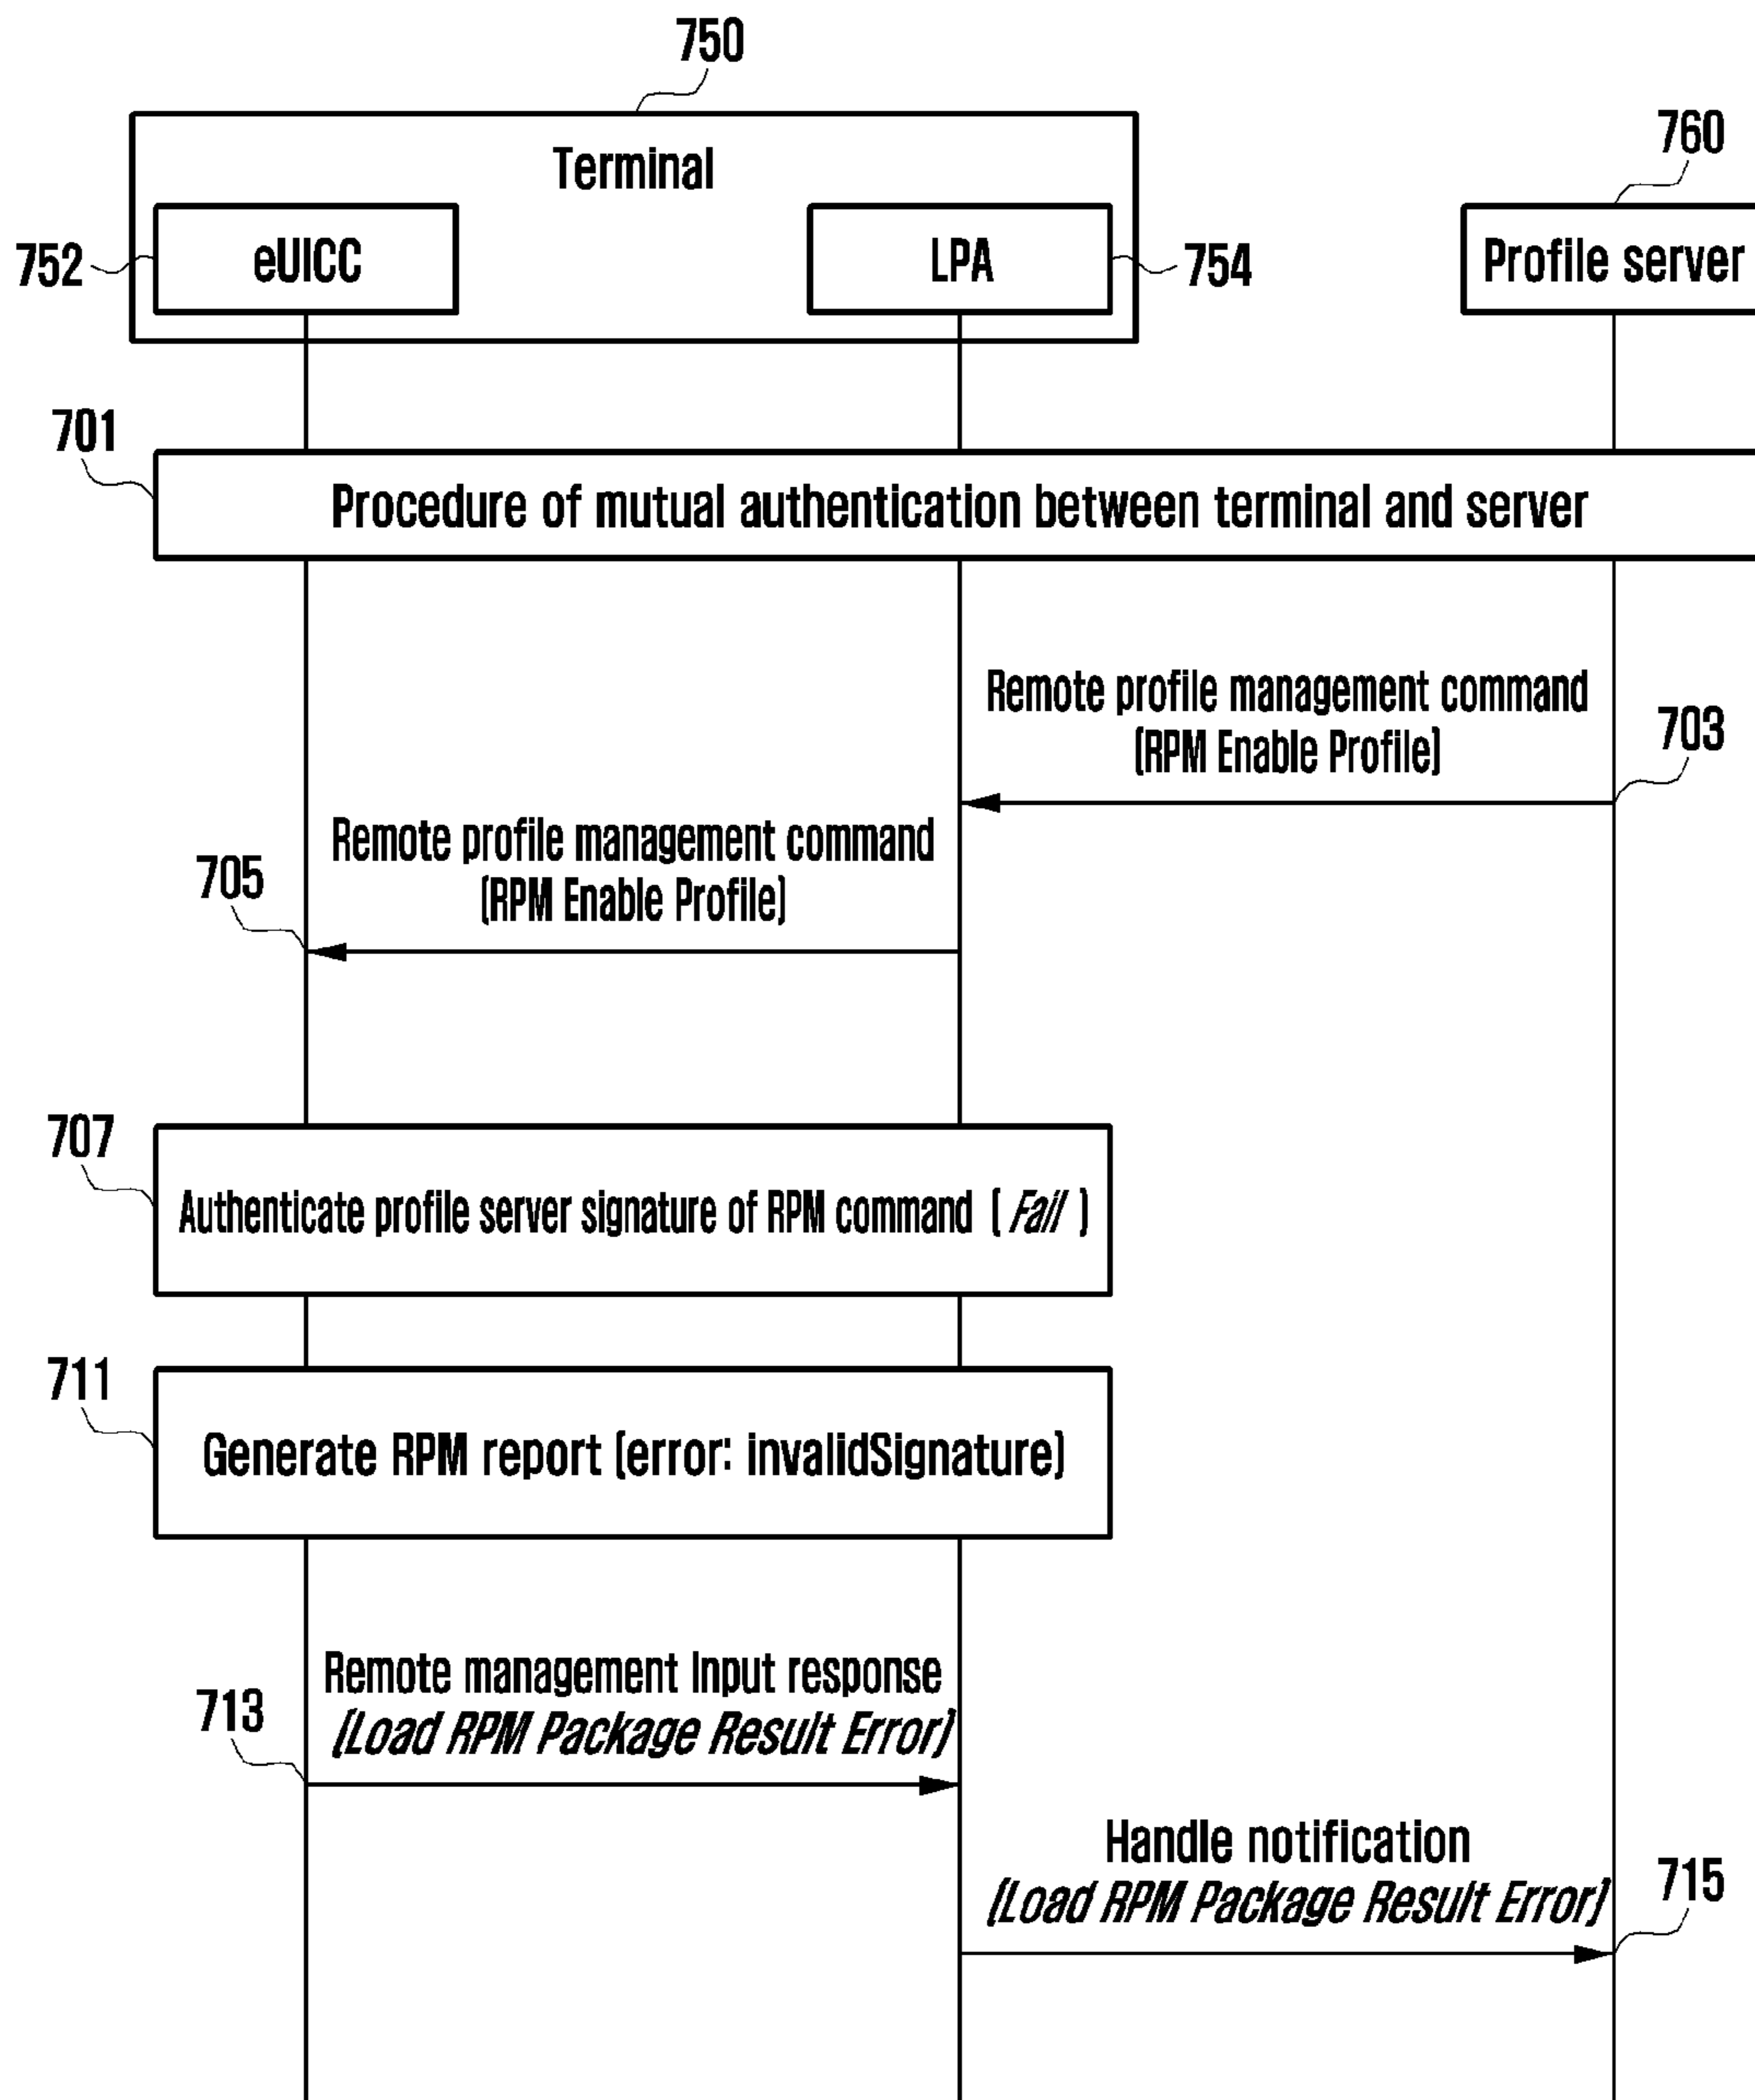 750
Terminal
760
752
eUICC
LPA
754
Profile server
701
Procedure of mutual authentication between terminal and server
Remote profile management command
(RPM Enable Profile)
703
Remote profile management command
(RPM Enable Profile)
705
707
Authenticate profile server signature of RPM command ( Fail )
711
Generate RPM report (error: invalidSignature)
Remote management Input response
(Load RPM Package Result Error)
713
Handle notification
(Load RPM Package Result Error)
715